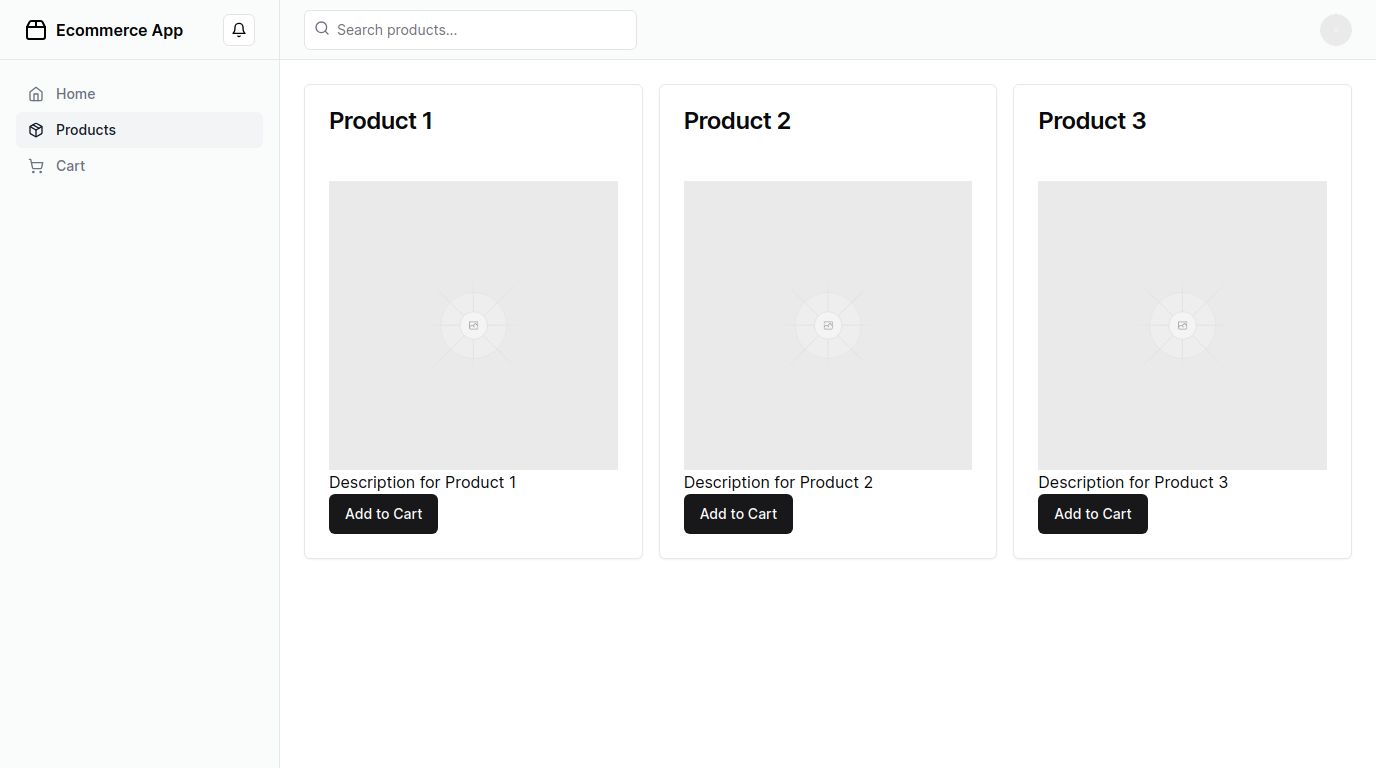 Ecommerce App
Search products...
Home
Products
Cart
Product 1
Description for Product 1
Add to Cart
Product 2
Description for Product 2
Add to Cart
Product 3
Description for Product 3
Add to Cart